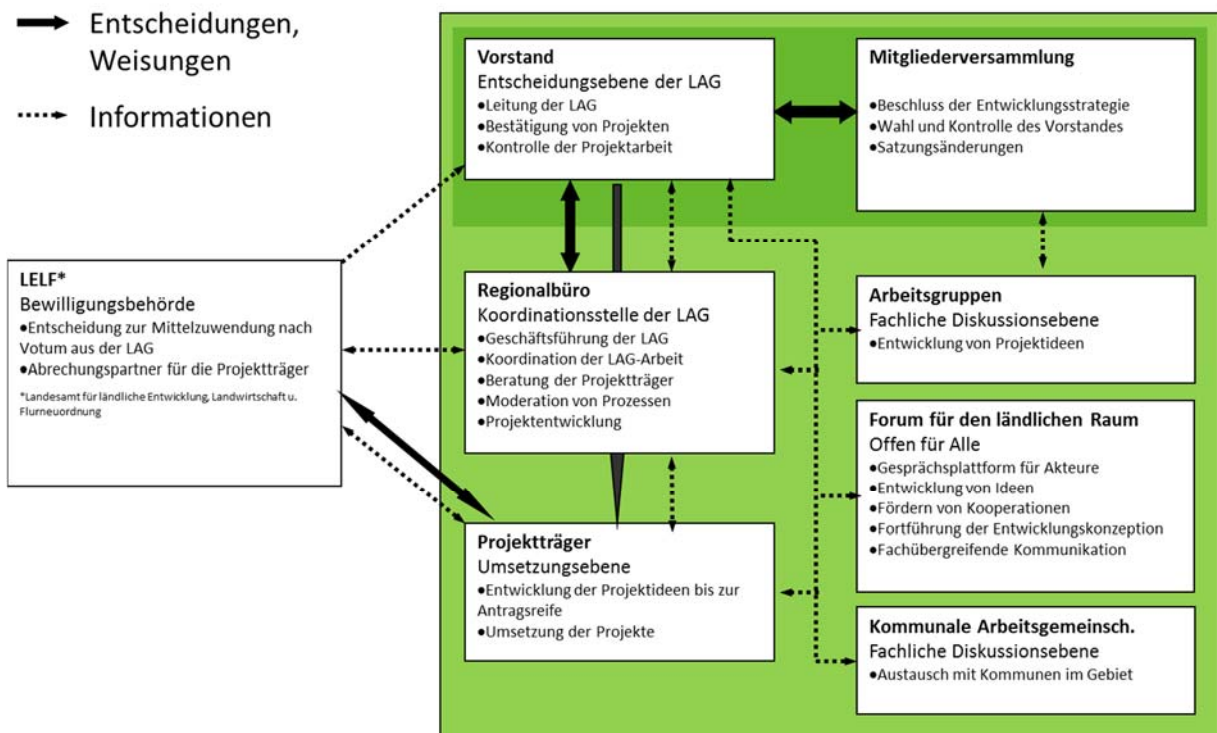 Entscheidungen,
Weisungen
Informationen
Vorstand
Entscheidungsebene der LAG
●Leitung der LAG
●Bestätigung von Projekten
●Kontrolle der Projektarbeit
Mitgliederversammlung
●Beschluss der Entwicklungsstrategie
●Wahl und Kontrolle des Vorstandes
●Satzungsänderungen
LELF*
Bewilligungsbehörde
●Entscheidung zur Mittelzuwendung nach
Votum aus der LAG
●Abrechungspartner für die Projektträger
*Landesamt für ländliche Entwicklung, Landwirtschaft u.
Flurneuordnung
Regionalbüro
Koordinationsstelle der LAG
●Geschäftsführung der LAG
●Koordination der LAG-Arbeit
●Beratung der Projektträger
●Moderation von Prozessen
●Projektentwicklung
Arbeitsgruppen
Fachliche Diskussionsebene
●Entwicklung von Projektideen
Forum für den ländlichen Raum
Offen für Alle
●Gesprächsplattform für Akteure
●Entwicklung von Ideen
●Fördern von Kooperationen
●Fortführung der Entwicklungskonzeption
●Fachübergreifende Kommunikation
Projektträger
Umsetzungsebene
●Entwicklung der Projektideen bis zur
Antragsreife
●Umsetzung der Projekte
Kommunale Arbeitsgemeinsch.
Fachliche Diskussionsebene
●Austausch mit Kommunen im Gebiet